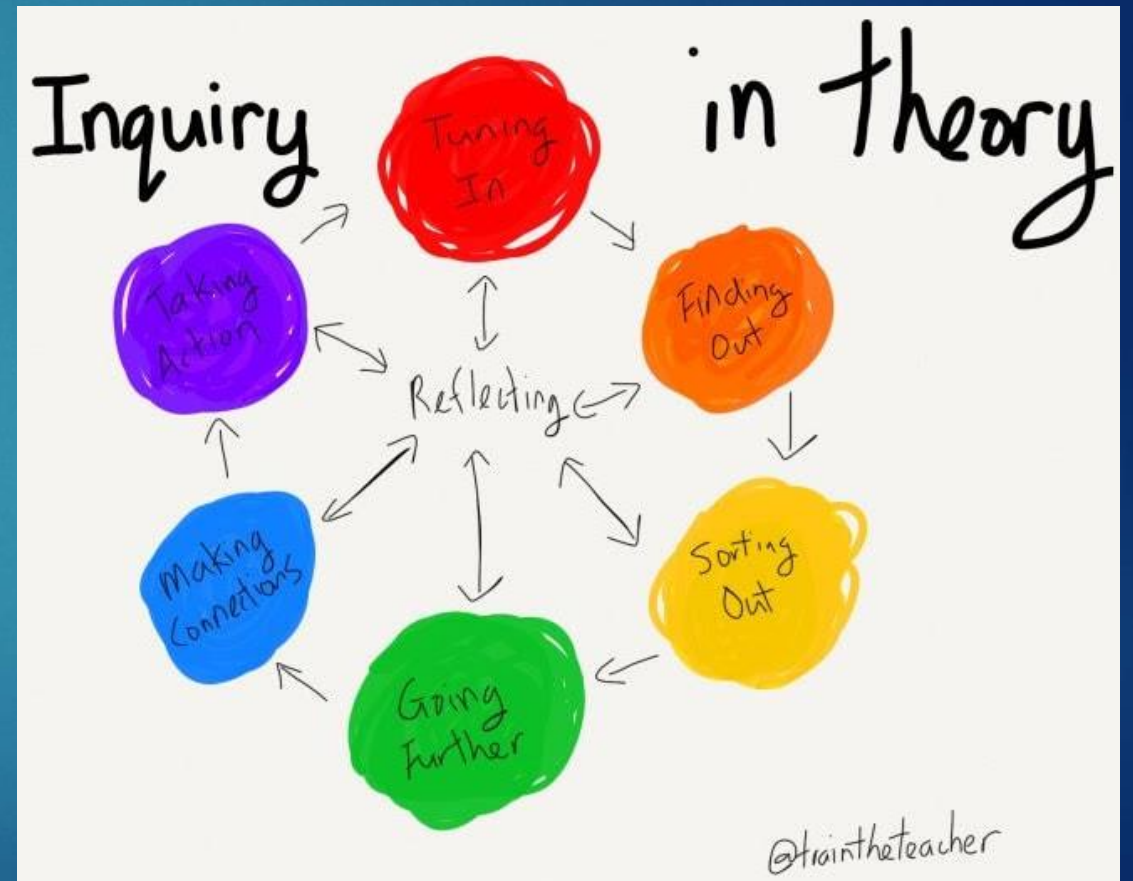 Inquiry in theory
Tuning
In
Finding
Out
Sorting
Out
Going
Further
Making
Connections
Taking
Action
Reflecting
@traintheteacher